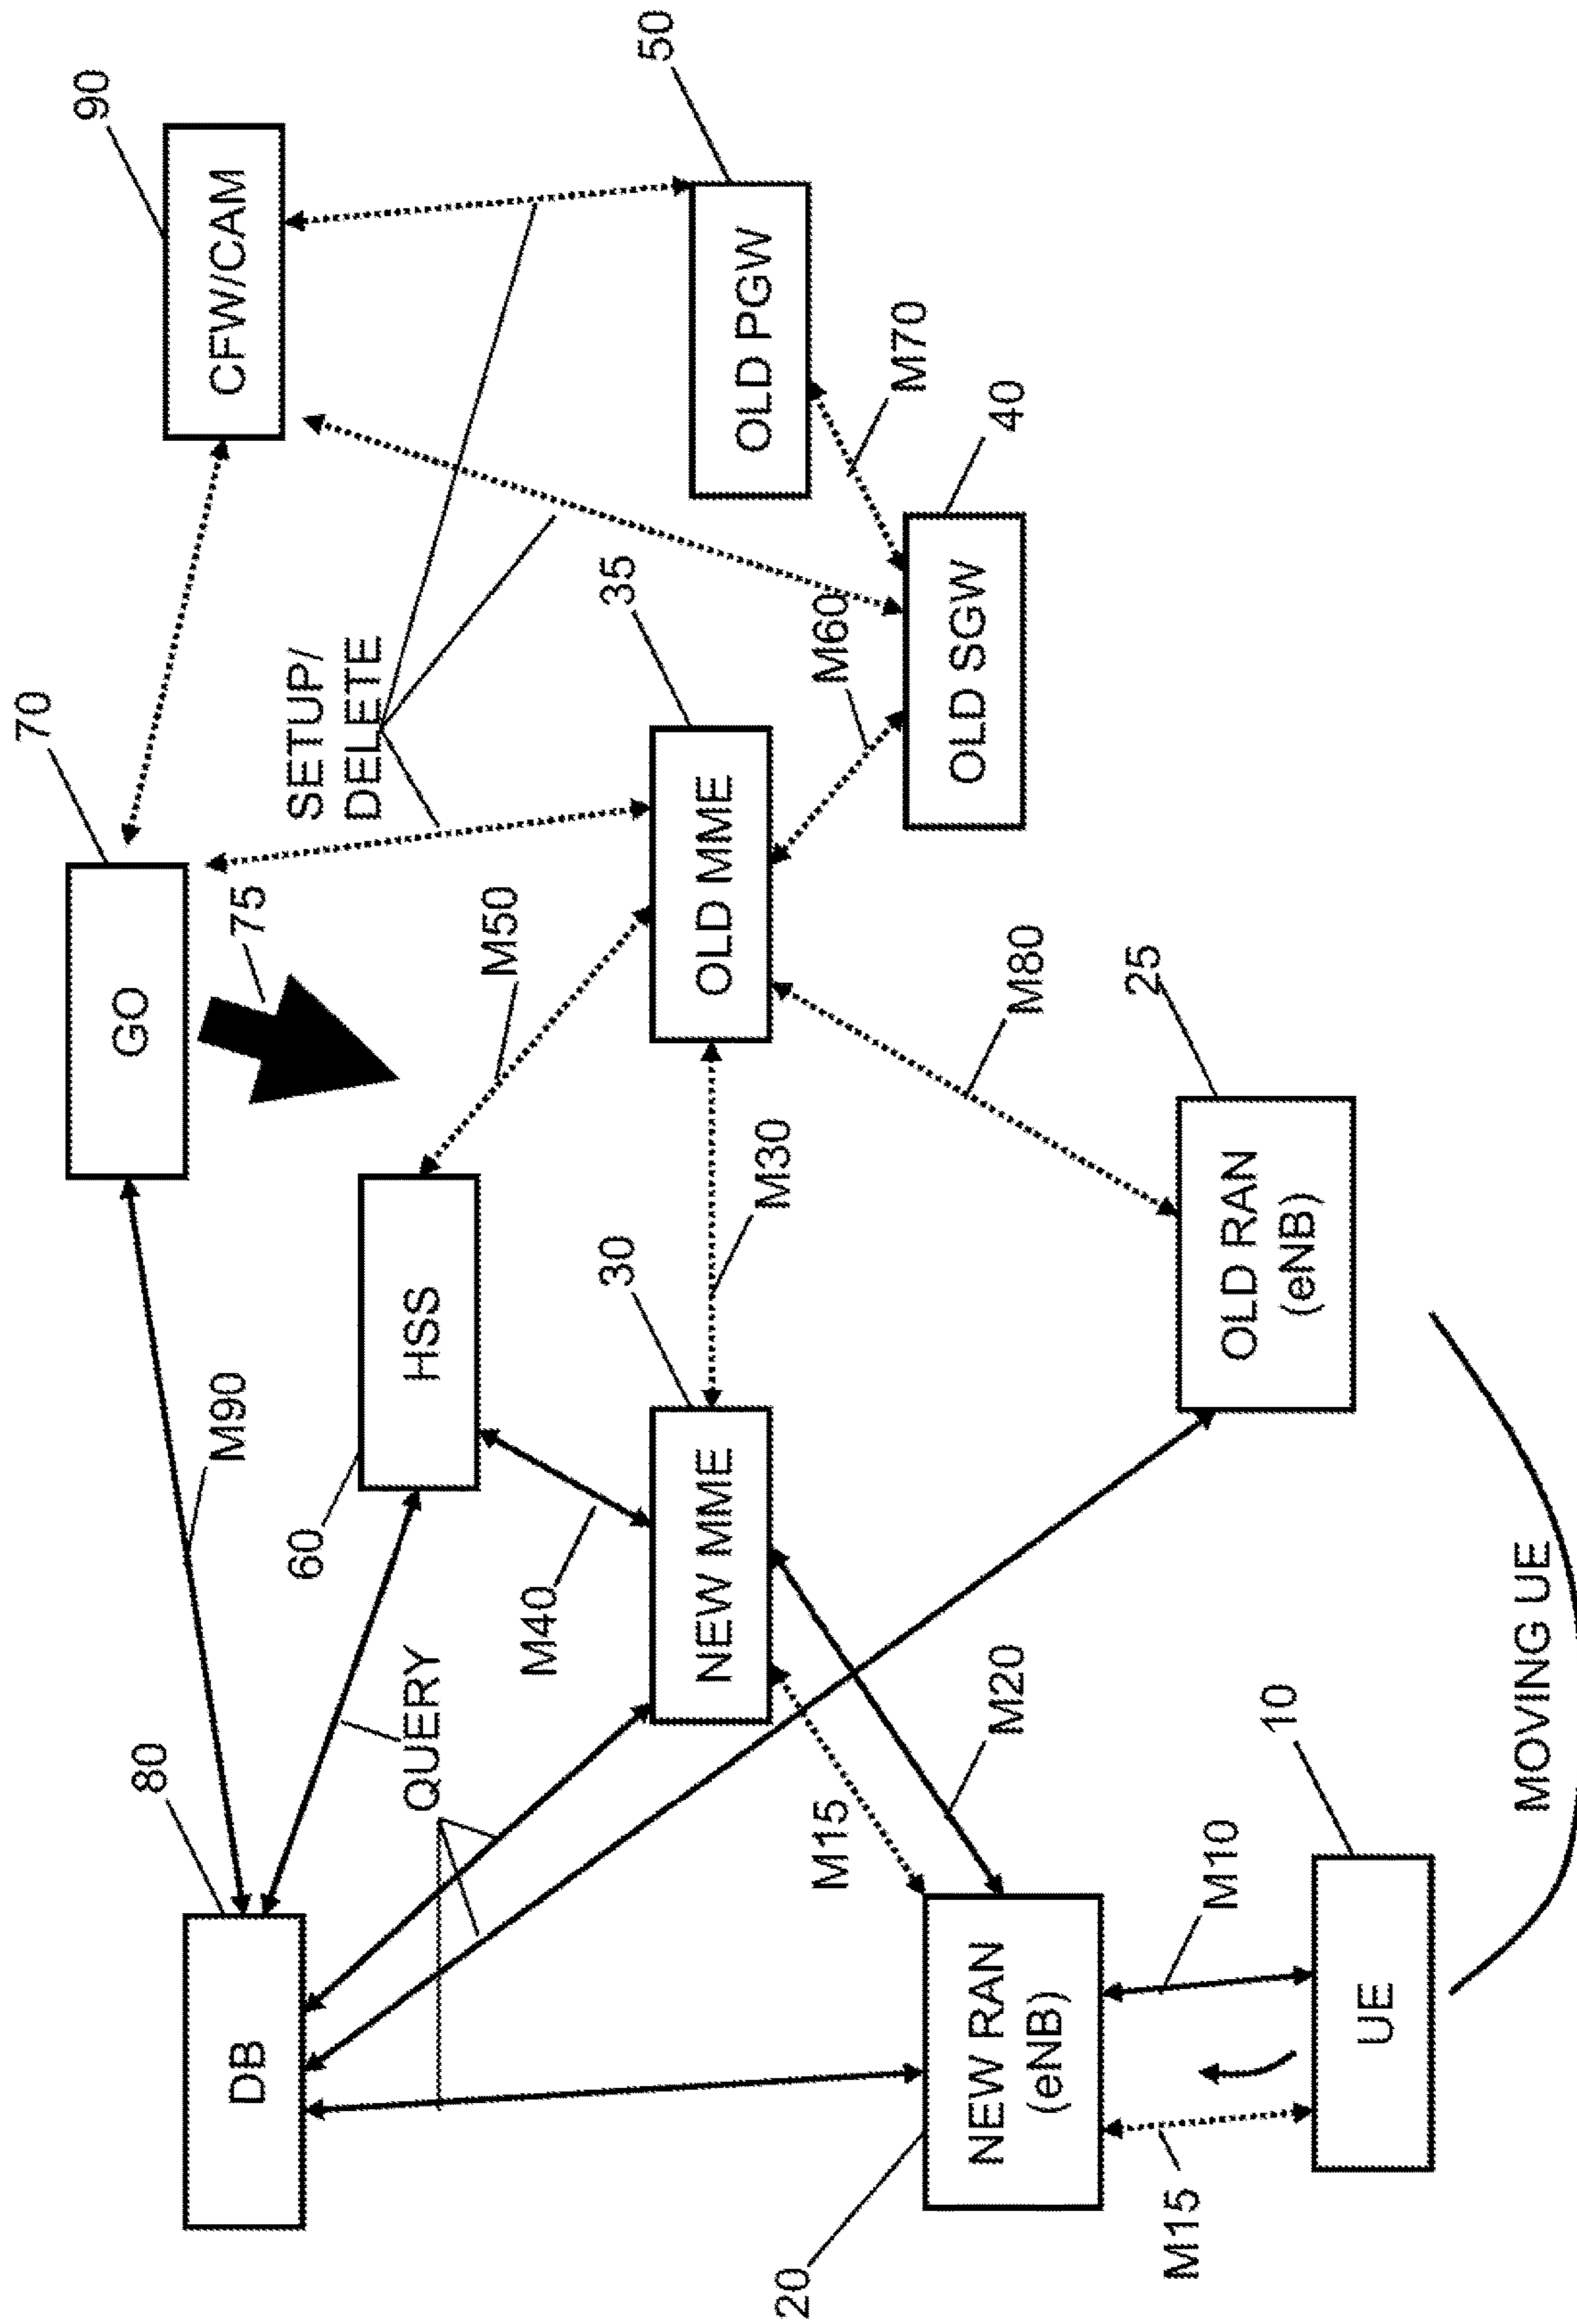 70
90
GO
CFW/CAM
80
M90
75
DB
SETUP/
DELETE
60
HSS
QUERY
M50
50
M40
30
35
OLD PGW
NEW MME
M30
OLD MME
M60
M70
40
M15
M20
M80
OLD SGW
20
NEW RAN
(eNB)
25
M15
M10
OLD RAN
(eNB)
10
UE
MOVING UE